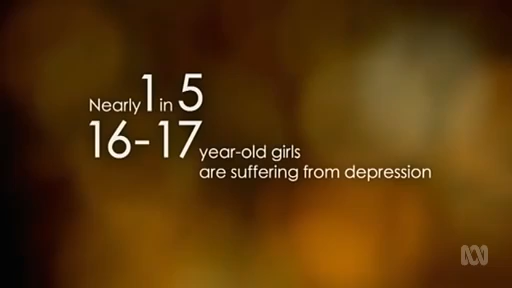 Nearly 1 in 5
16-17 year-old girls
are suffering from depression